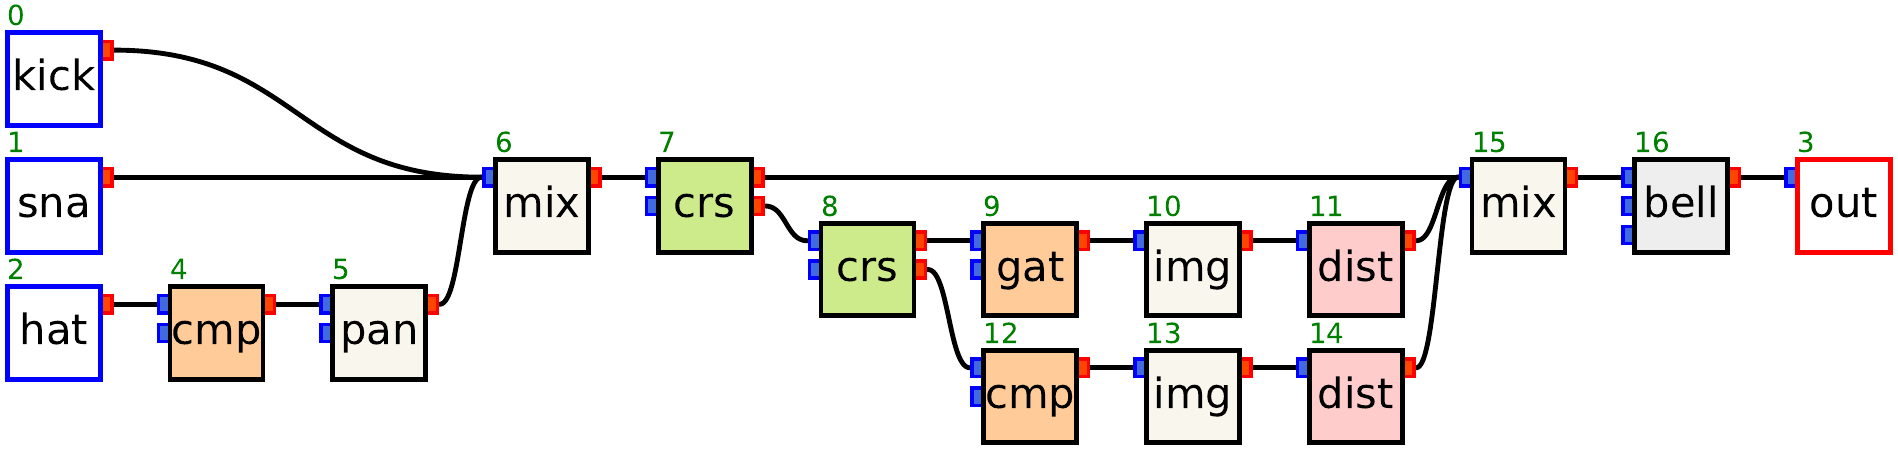 0
kick
1
sna
2
hat
4
cmp
5
pan
6
mix
7
crs
8
crs
9
gat
10
img
11
dist
12
cmp
13
img
14
dist
15
mix
16
bell
3
out